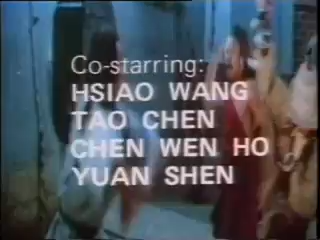 Co-starring:
HSIAO WANG
TAO CHEN
CHEN WEN HO
YUAN SHEN